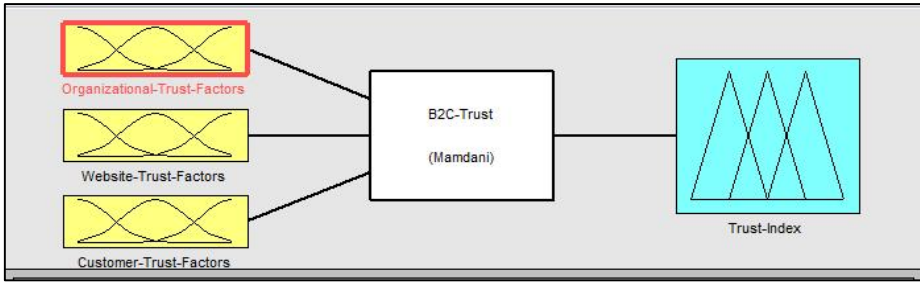 Organizational-Trust-Factors
Website-Trust-Factors
Customer-Trust-Factors
B2C-Trust
(Mamdani)
Trust-Index